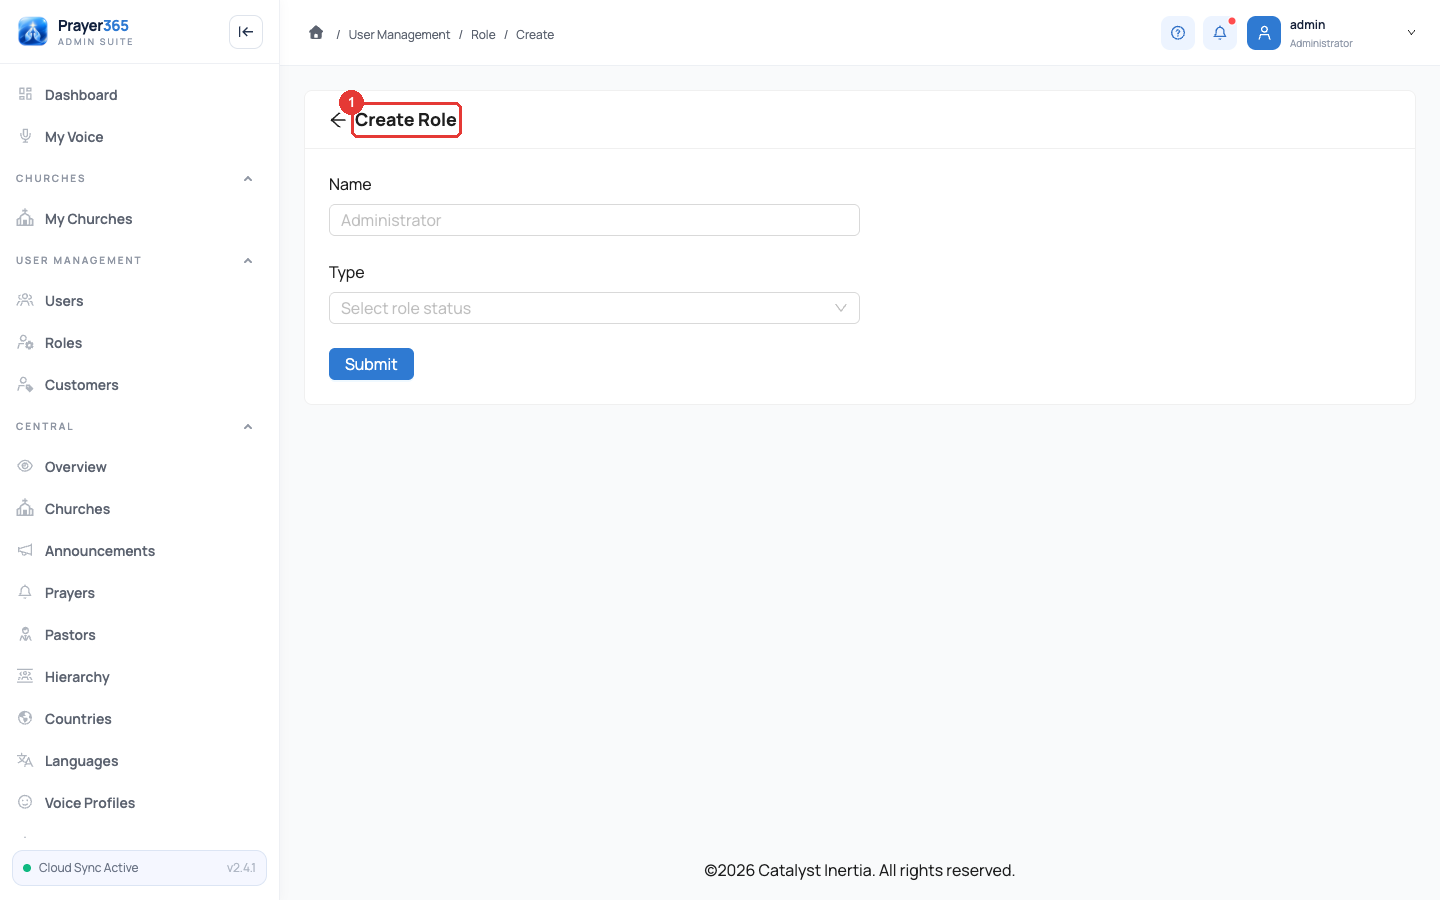 Prayer365
ADMIN SUITE
Dashboard
My Voice
CHURCHES
My Churches
USER MANAGEMENT
Users
Roles
Customers
CENTRAL
Overview
Churches
Announcements
Prayers
Pastors
Hierarchy
Countries
Languages
Voice Profiles
Cloud Sync Active v2.4.1
/ User Management / Role / Create
admin
Administrator
1
Create Role
Name
Administrator
Type
Select role status
Submit
©2026 Catalyst Inertia. All rights reserved.